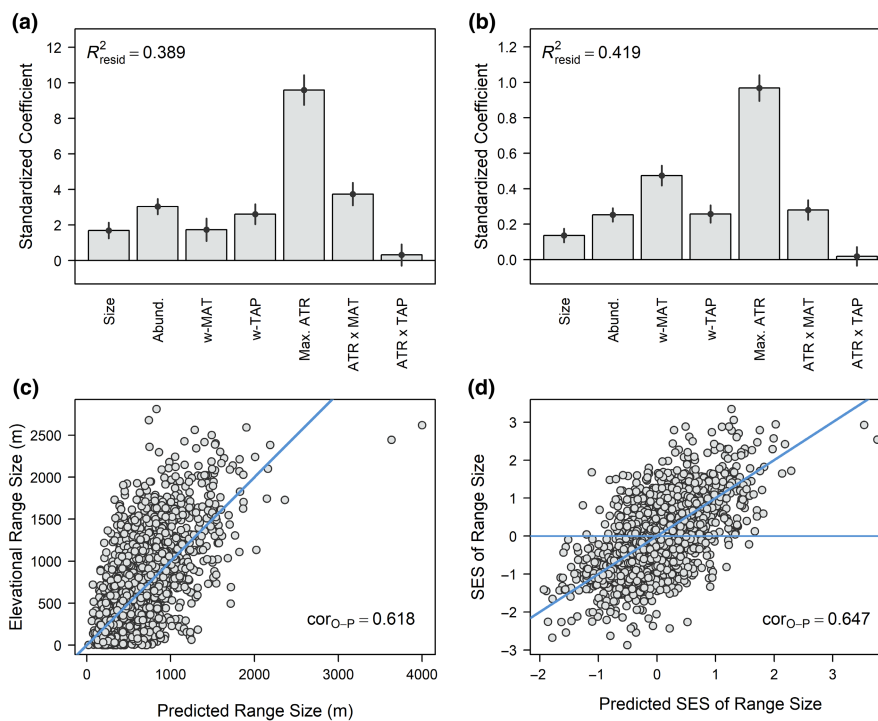 (a)
R²resid = 0.389
Standardized Coefficient
12
10
8
6
4
2
0
Size
Abund.
w-MAT
w-TAP
Max. ATR
ATR x MAT
ATR x TAP
(b)
R²resid = 0.419
Standardized Coefficient
1.2
1.0
0.8
0.6
0.4
0.2
0.0
Size
Abund.
w-MAT
w-TAP
Max. ATR
ATR x MAT
ATR x TAP
(c)
Elevational Range Size (m)
2500
2000
1500
1000
500
0
corO–P = 0.618
0 1000 2000 3000 4000
Predicted Range Size (m)
(d)
SES of Range Size
3
2
1
0
−1
−2
−3
corO–P = 0.647
−2 −1 0 1 2 3
Predicted SES of Range Size